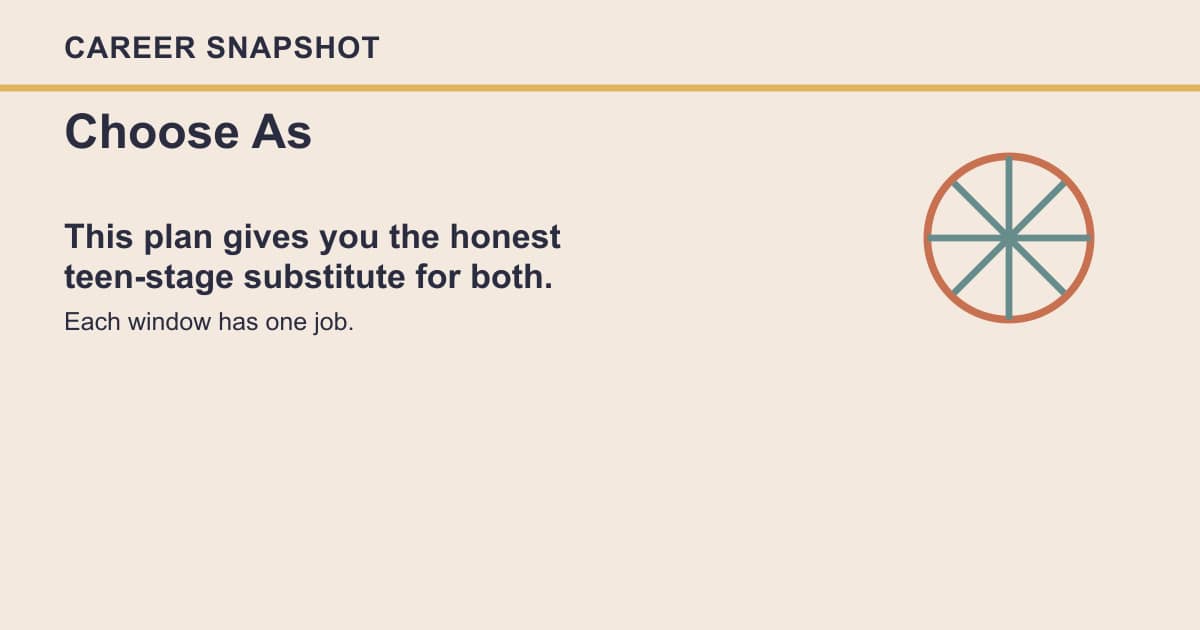 CAREER SNAPSHOT
Choose As
This plan gives you the honest
teen-stage substitute for both.
Each window has one job.